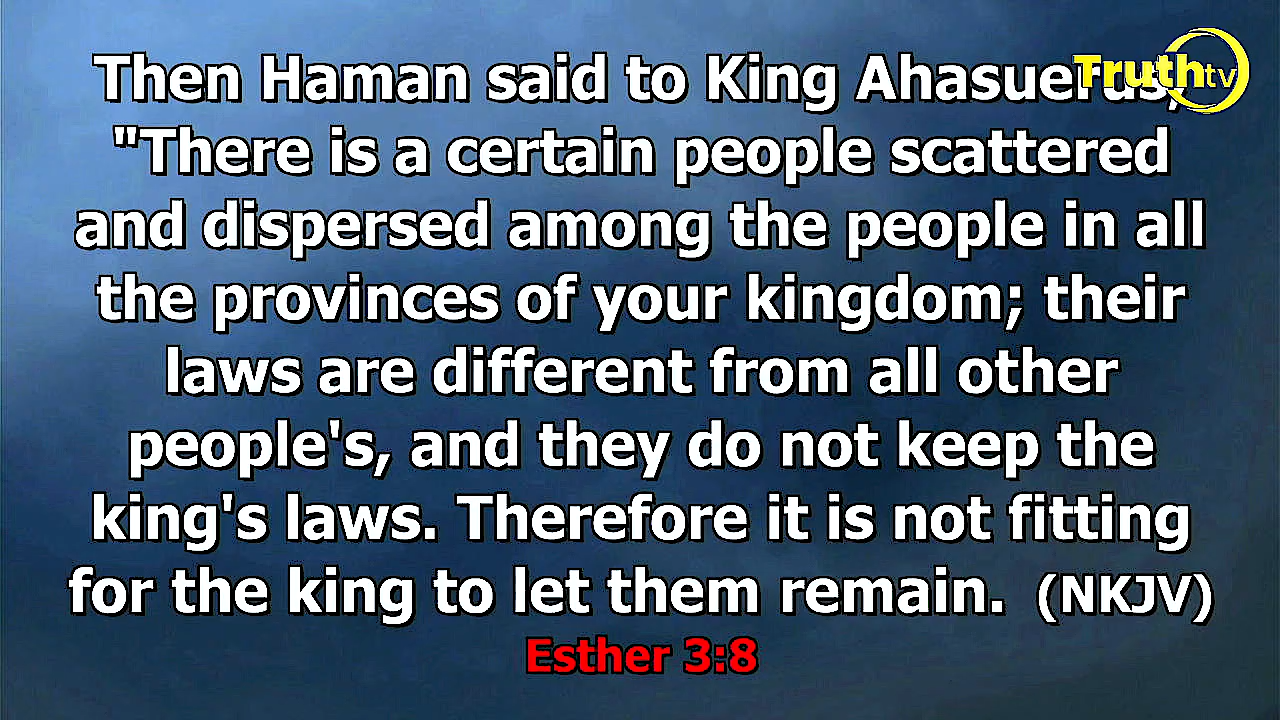 Then Haman said to King Ahasuerus,
"There is a certain people scattered
and dispersed among the people in all
the provinces of your kingdom; their
laws are different from all other
people's, and they do not keep the
king's laws. Therefore it is not fitting
for the king to let them remain. (NKJV)
Esther 3:8
Truth tv